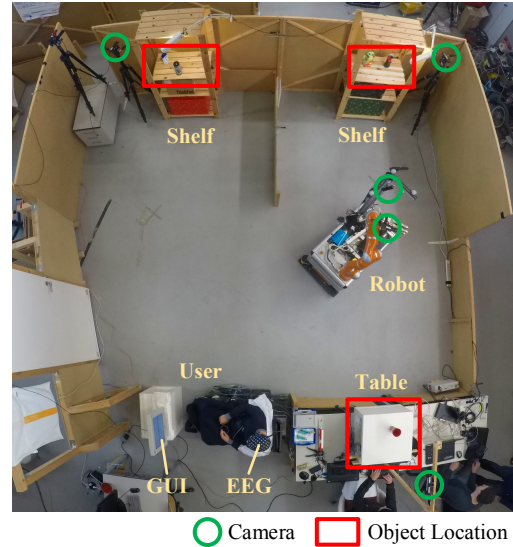 Shelf
Shelf
Robot
User
Table
GUI
EEG
Camera
Object Location